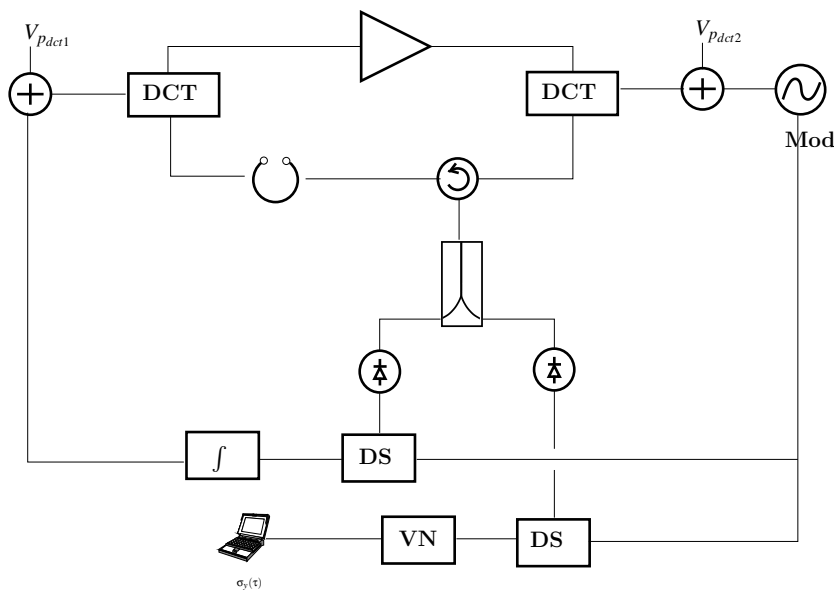 V_{p_{dct1}}
V_{p_{dct2}}
DCT
DCT
Mod
∫
DS
VN
DS
σ_y(τ)